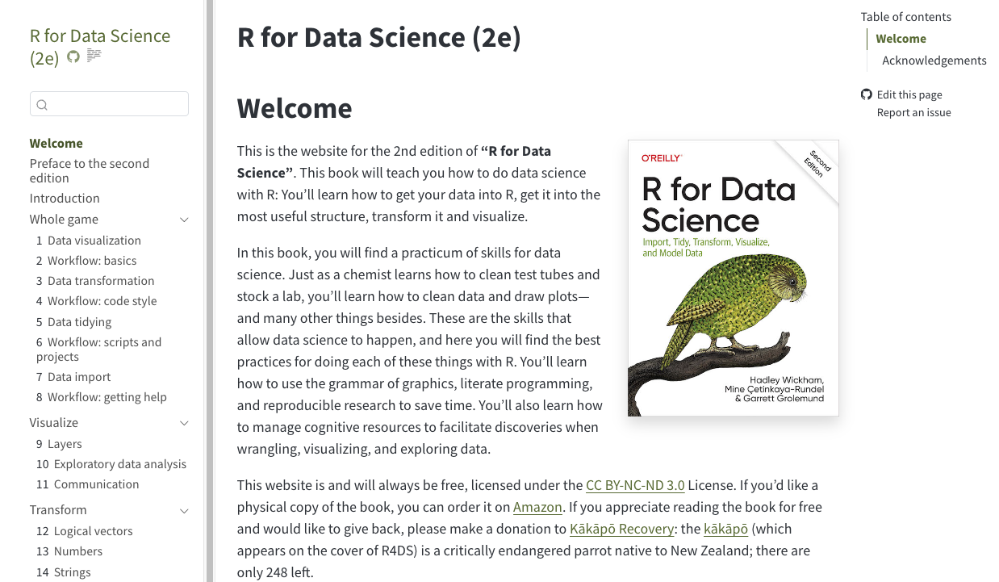 R for Data Science
(2e)
Welcome
Preface to the second
edition
Introduction
Whole game
1 Data visualization
2 Workflow: basics
3 Data transformation
4 Workflow: code style
5 Data tidying
6 Workflow: scripts and
projects
7 Data import
8 Workflow: getting help
Visualize
9 Layers
10 Exploratory data analysis
11 Communication
Transform
12 Logical vectors
13 Numbers
14 Strings
R for Data Science (2e)
Welcome
This is the website for the 2nd edition of “R for Data
Science”. This book will teach you how to do data science
with R: You’ll learn how to get your data into R, get it into the
most useful structure, transform it and visualize.
In this book, you will find a practicum of skills for data
science. Just as a chemist learns how to clean test tubes and
stock a lab, you’ll learn how to clean data and draw plots—
and many other things besides. These are the skills that
allow data science to happen, and here you will find the best
practices for doing each of these things with R. You’ll learn
how to use the grammar of graphics, literate programming,
and reproducible research to save time. You’ll also learn how
to manage cognitive resources to facilitate discoveries when
wrangling, visualizing, and exploring data.
O'REILLY®
Second
Edition
R for Data
Science
Import, Tidy, Transform, Visualize,
and Model Data
Hadley Wickham,
Mine Çetinkaya-Rundel
& Garrett Grolemund
This website is and will always be free, licensed under the CC BY-NC-ND 3.0 License. If you’d like a
physical copy of the book, you can order it on Amazon. If you appreciate reading the book for free
and would like to give back, please make a donation to Kākāpō Recovery: the kākāpō (which
appears on the cover of R4DS) is a critically endangered parrot native to New Zealand; there are
only 248 left.
Table of contents
Welcome
Acknowledgements
Edit this page
Report an issue